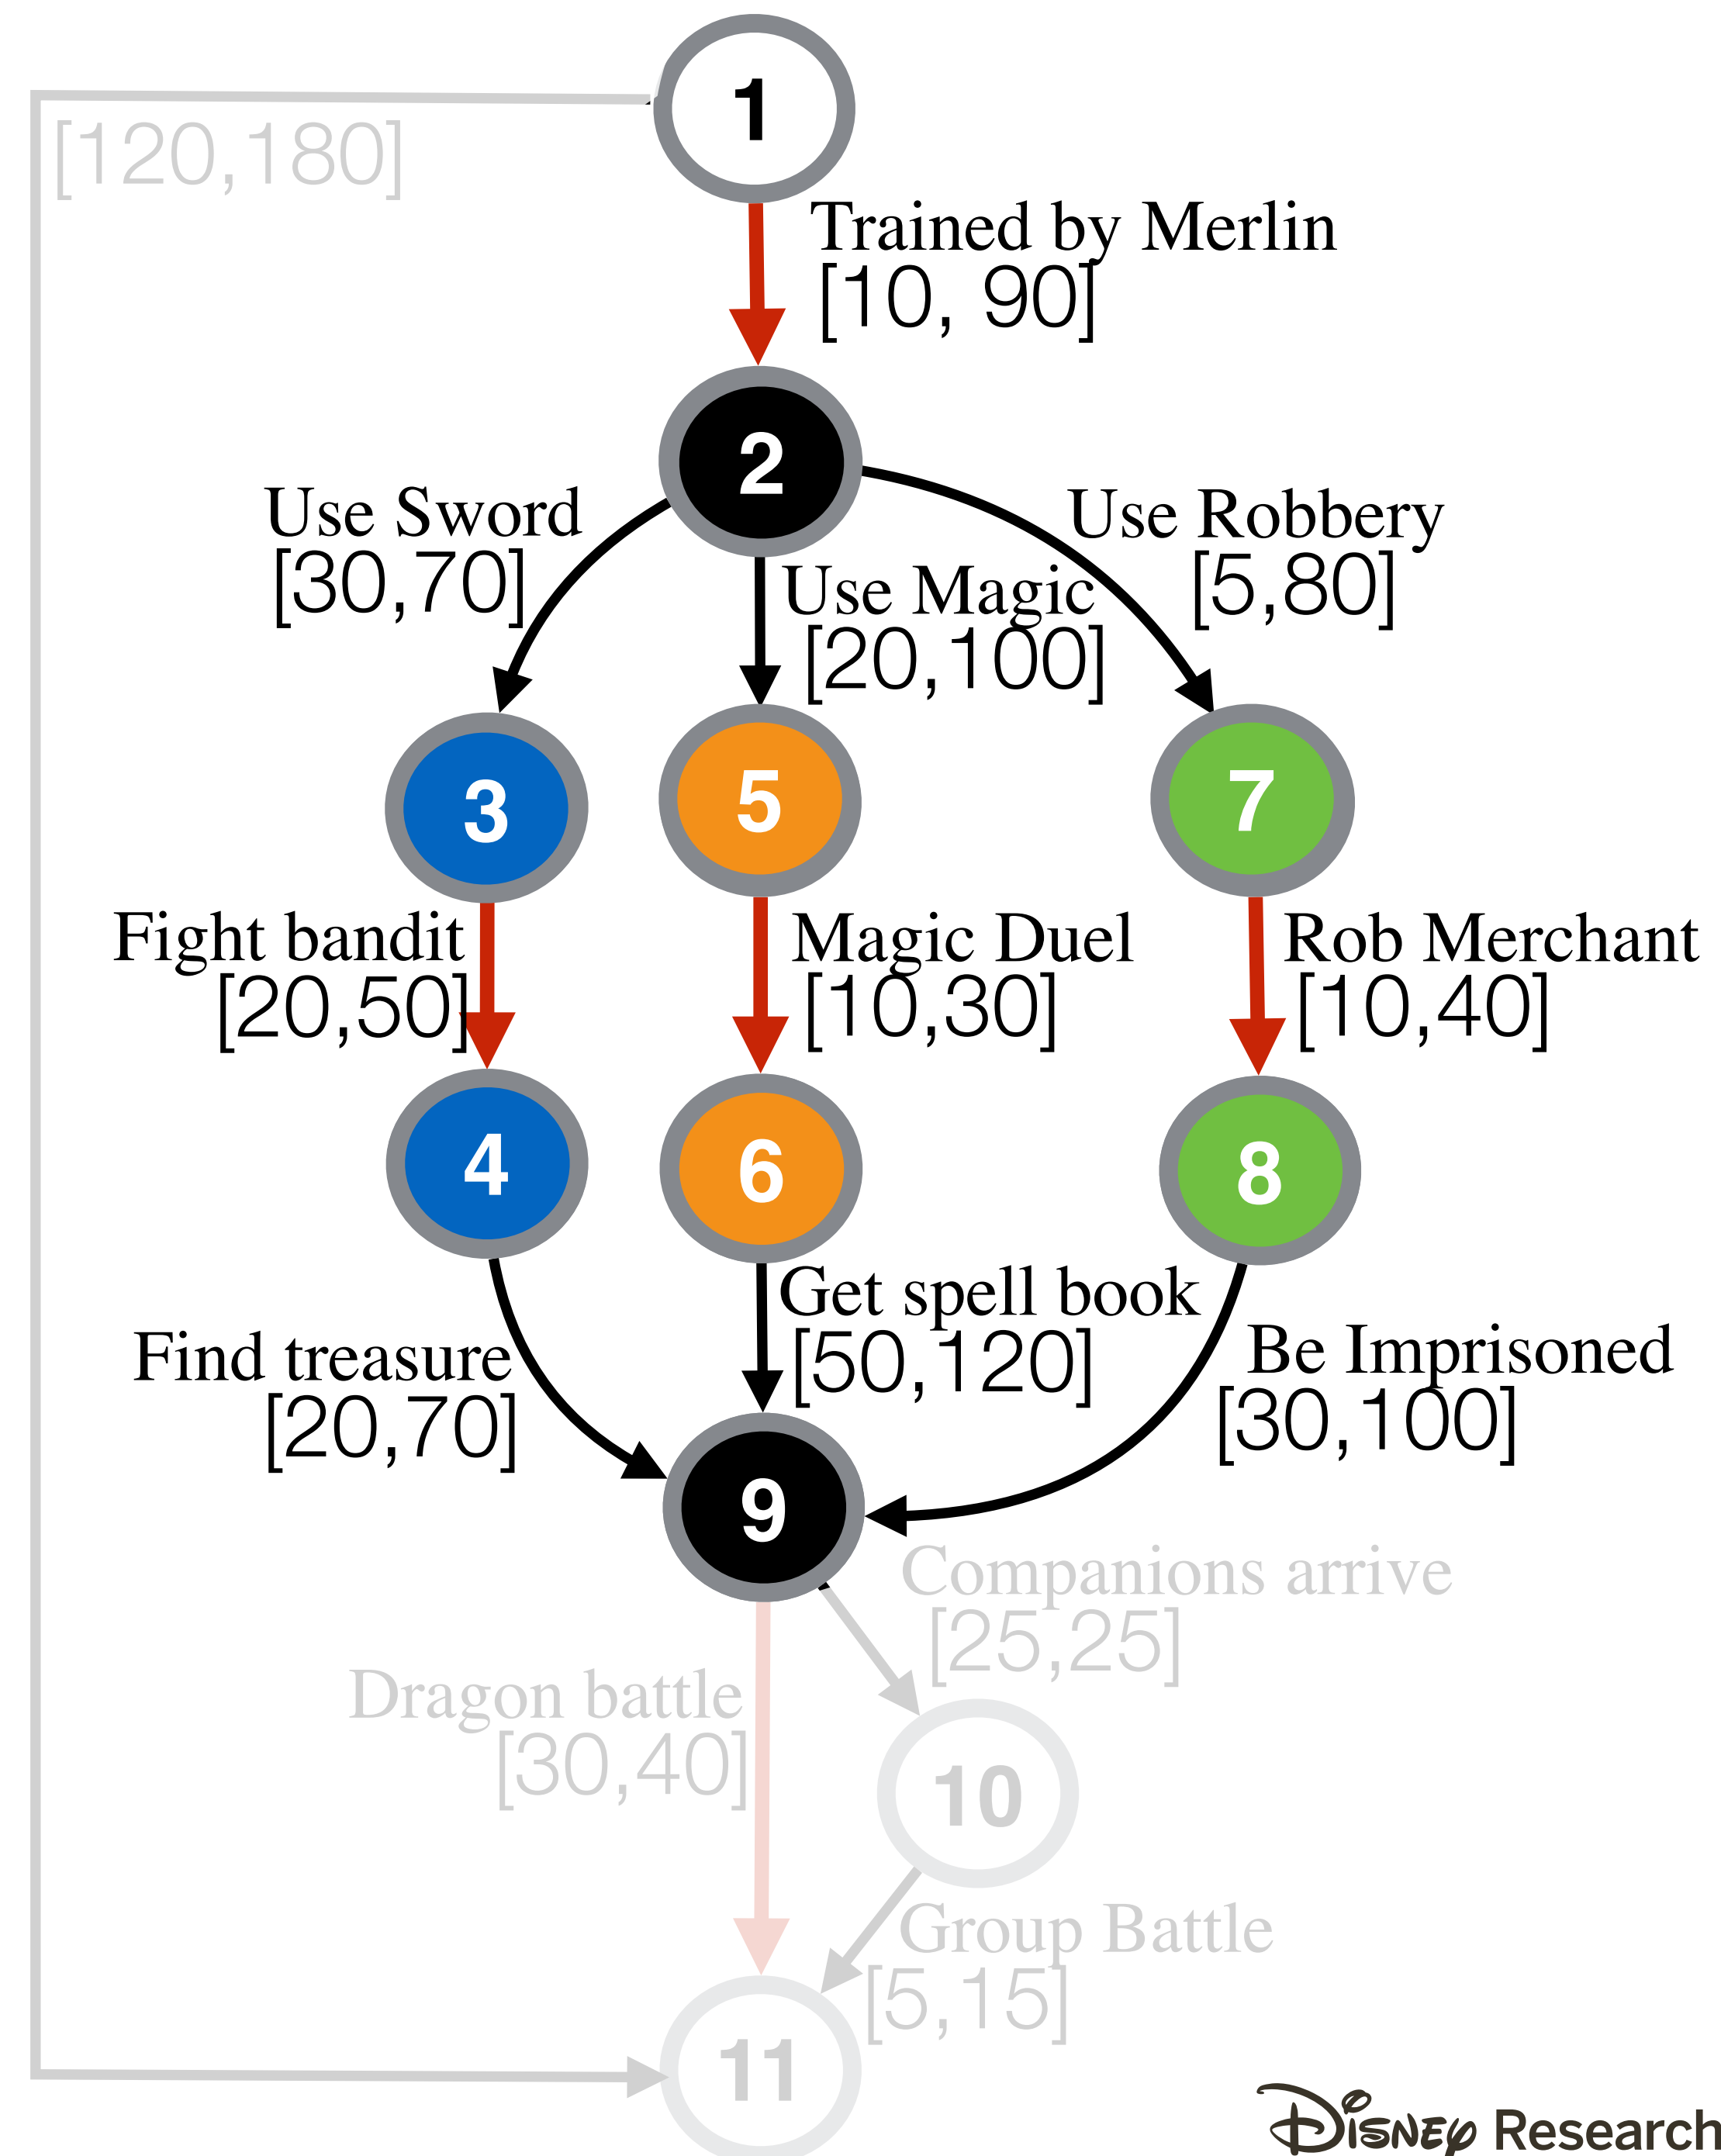 1
[120,180]
Trained by Merlin
[10, 90]
2
Use Sword
[30,70]
Use Robbery
[5,80]
Use Magic
[20,100]
3
5
7
Fight bandit
[20,50]
Magic Duel
[10,30]
Rob Merchant
[10,40]
4
6
8
Find treasure
[20,70]
Get spell book
[50,120]
Be Imprisoned
[30,100]
9
Companions arrive
[25,25]
Dragon battle
[30,40]
10
Group Battle
[5,15]
11
Disney Research